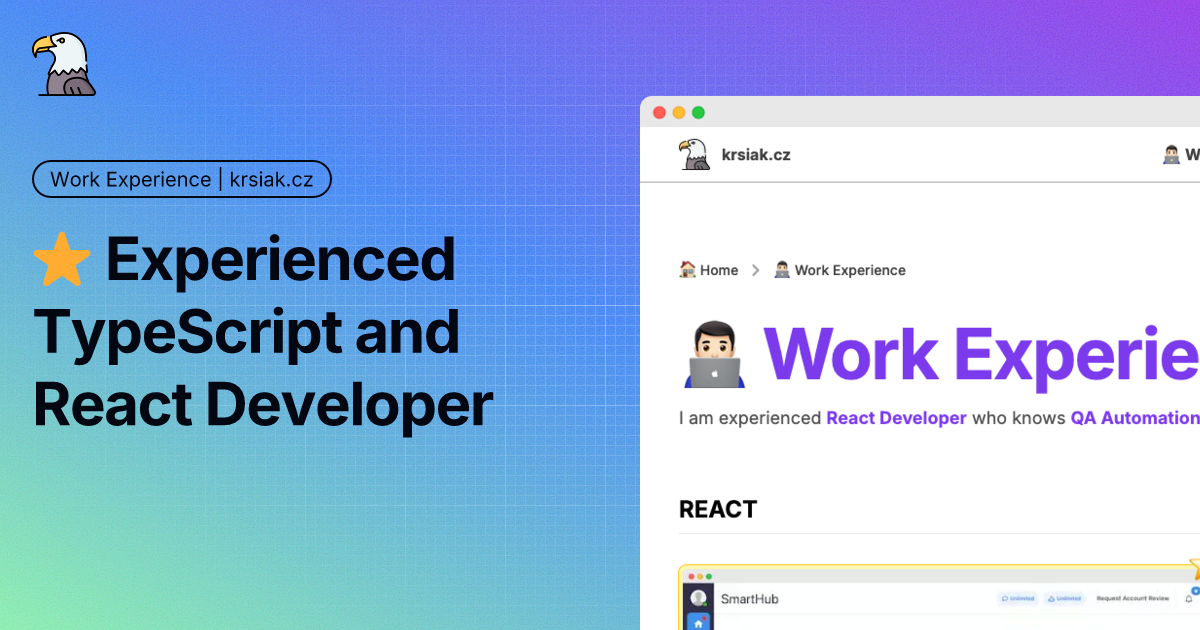 Work Experience | krsiak.cz
Experienced
TypeScript and
React Developer
krsiak.cz
W
Home > Work Experience
Work Experie
I am experienced React Developer who knows QA Automation
REACT
SmartHub
Unlimited
Unlimited
Request Account Review